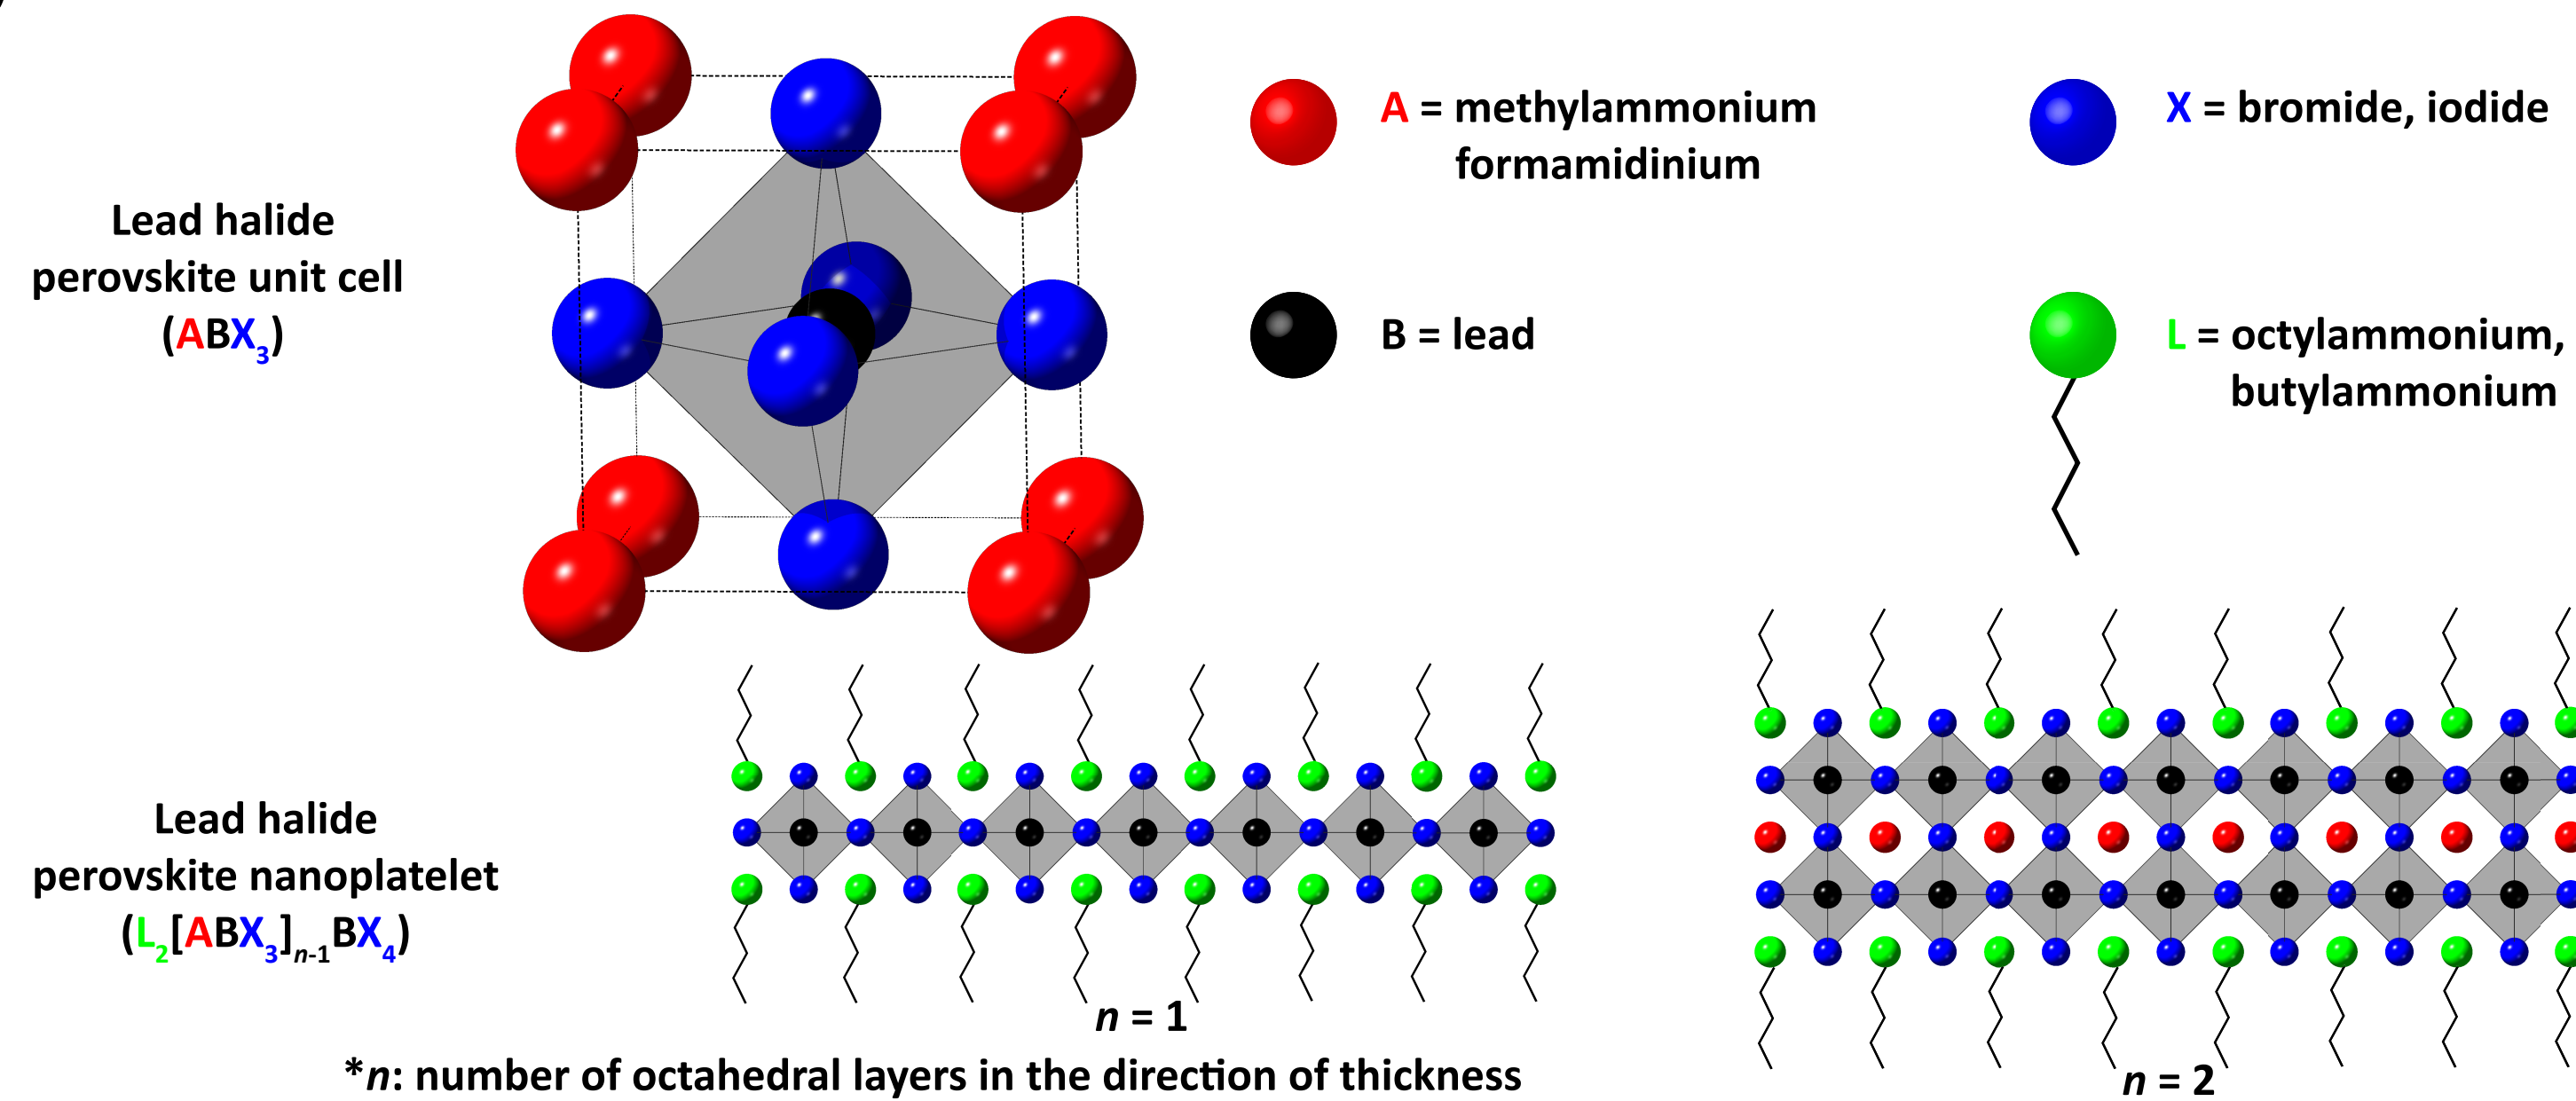 Lead halide
perovskite unit cell
(ABX₃)
A = methylammonium
formamidinium
X = bromide, iodide
B = lead
L = octylammonium,
butylammonium
Lead halide
perovskite nanoplatelet
(L₂[ABX₃]ₙ₋₁BX₄)
n = 1
n = 2
*n: number of octahedral layers in the direction of thickness